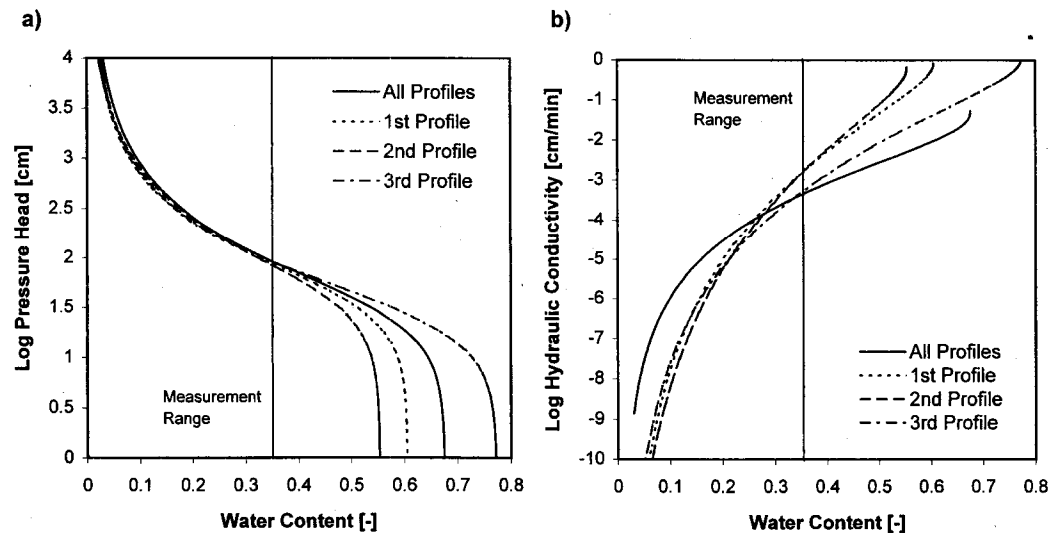 a)
Log Pressure Head [cm]
4
3.5
3
2.5
2
1.5
1
0.5
0
All Profiles
1st Profile
2nd Profile
3rd Profile
Measurement
Range
0 0.1 0.2 0.3 0.4 0.5 0.6 0.7 0.8
Water Content [-]
b)
Log Hydraulic Conductivity [cm/min]
0
-1
-2
-3
-4
-5
-6
-7
-8
-9
-10
Measurement
Range
All Profiles
1st Profile
2nd Profile
3rd Profile
0 0.1 0.2 0.3 0.4 0.5 0.6 0.7 0.8
Water Content [-]